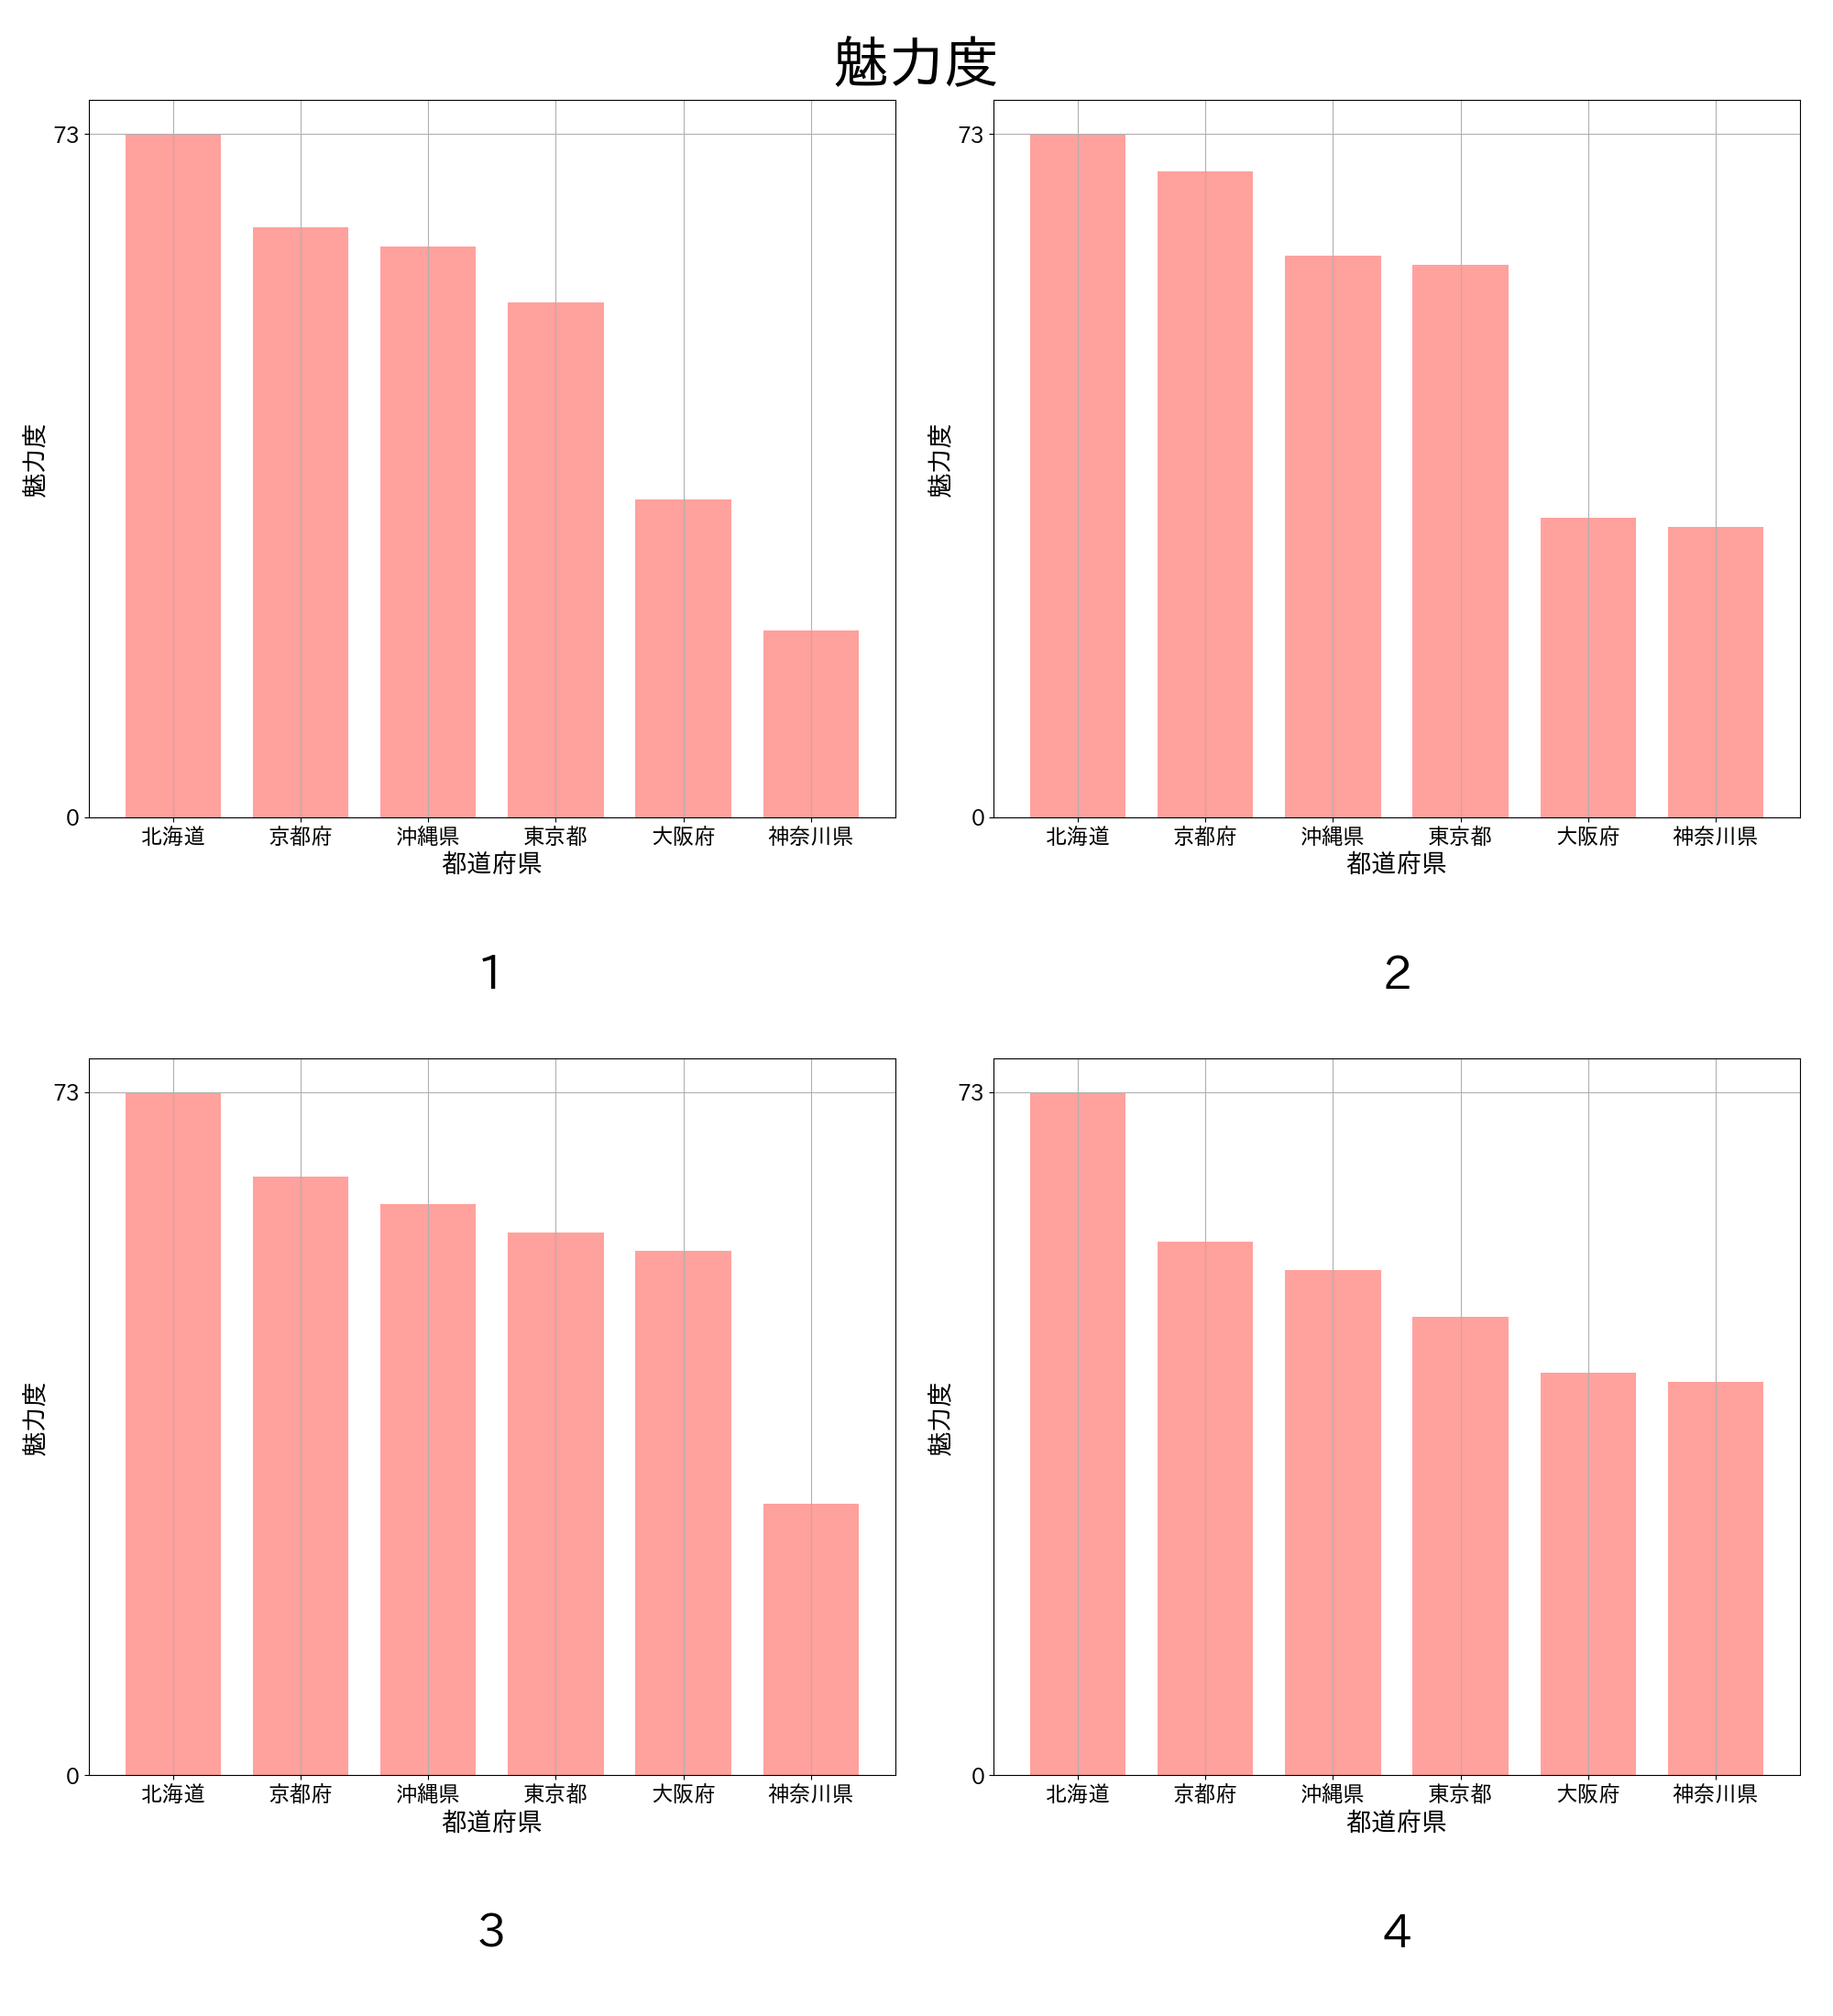 魅力度
73
魅力度
0
北海道 京都府 沖縄県 東京都 大阪府 神奈川県
都道府県
1
73
魅力度
0
北海道 京都府 沖縄県 東京都 大阪府 神奈川県
都道府県
2
73
魅力度
0
北海道 京都府 沖縄県 東京都 大阪府 神奈川県
都道府県
3
73
魅力度
0
北海道 京都府 沖縄県 東京都 大阪府 神奈川県
都道府県
4